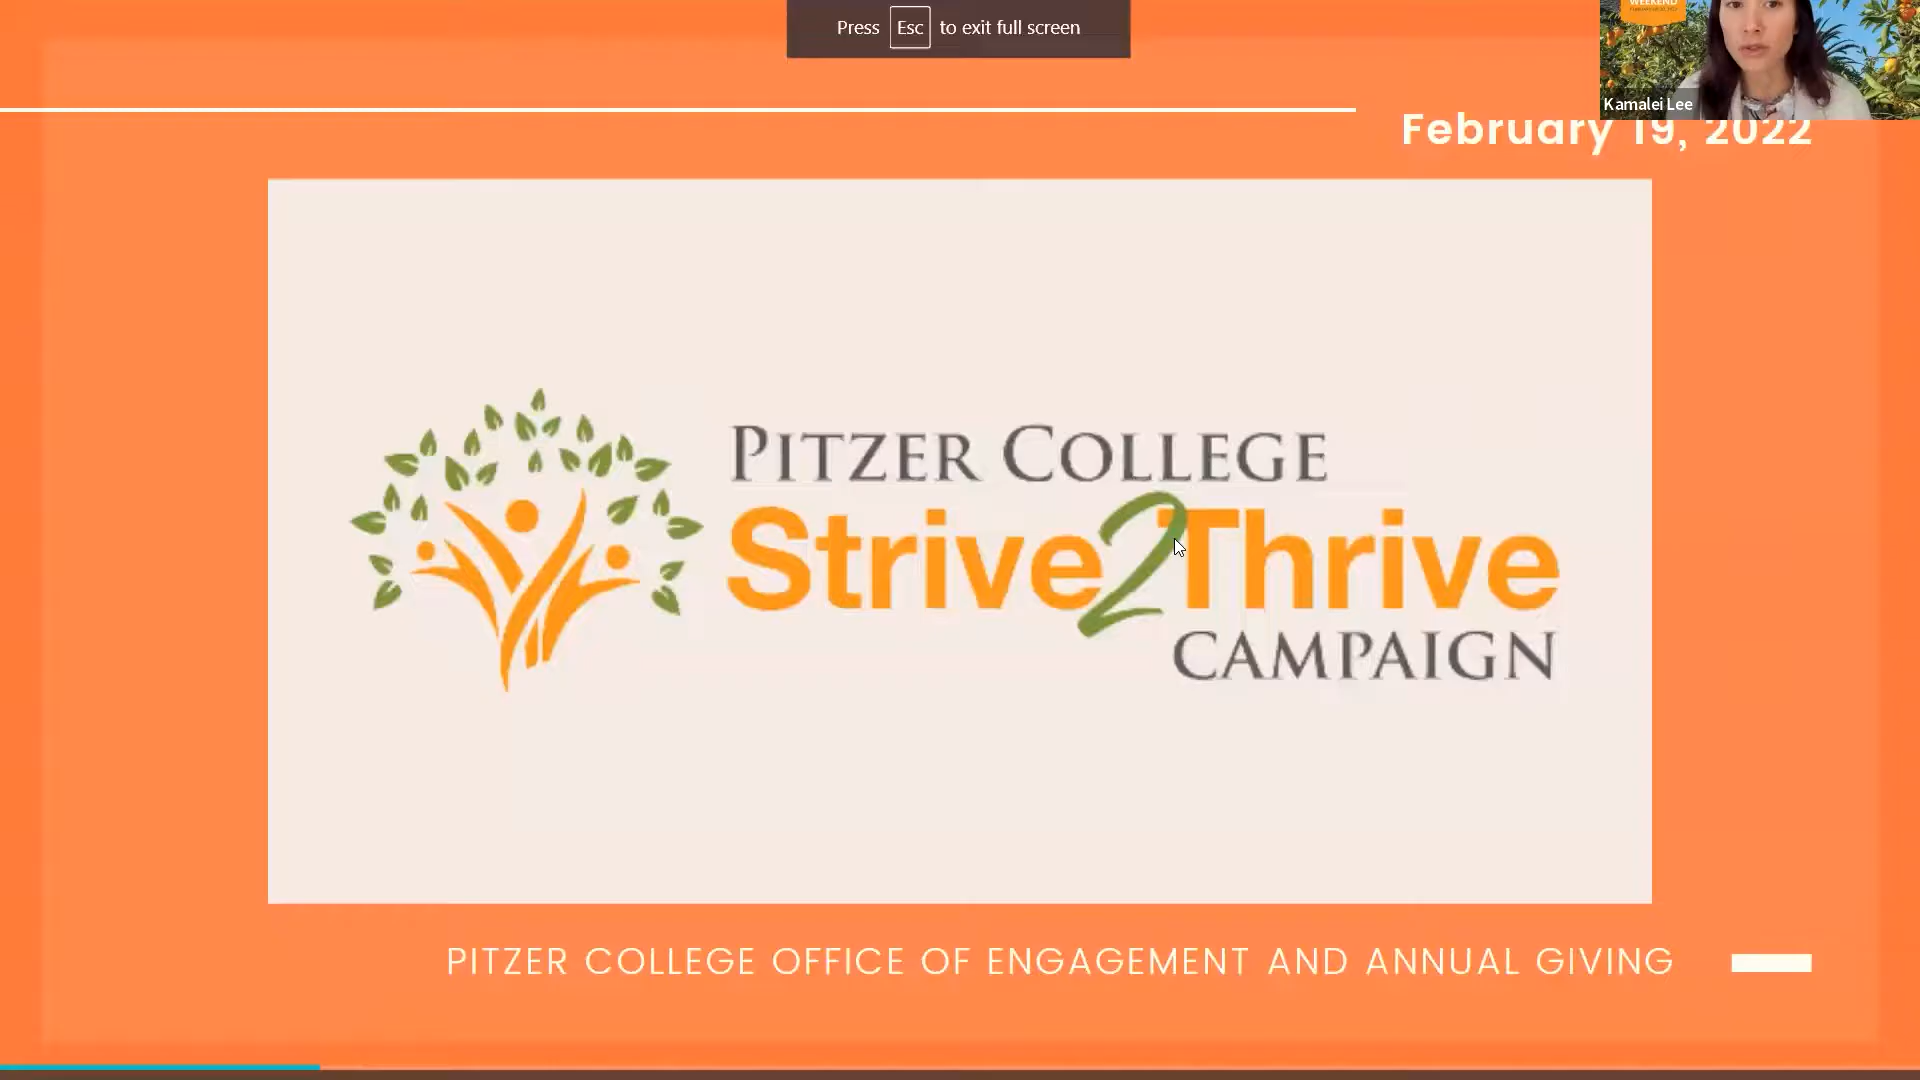 Press Esc to exit full screen
WEEKEND
Kamalei Lee
February 19, 2022
PITZER COLLEGE
Strive2Thrive
CAMPAIGN
PITZER COLLEGE OFFICE OF ENGAGEMENT AND ANNUAL GIVING